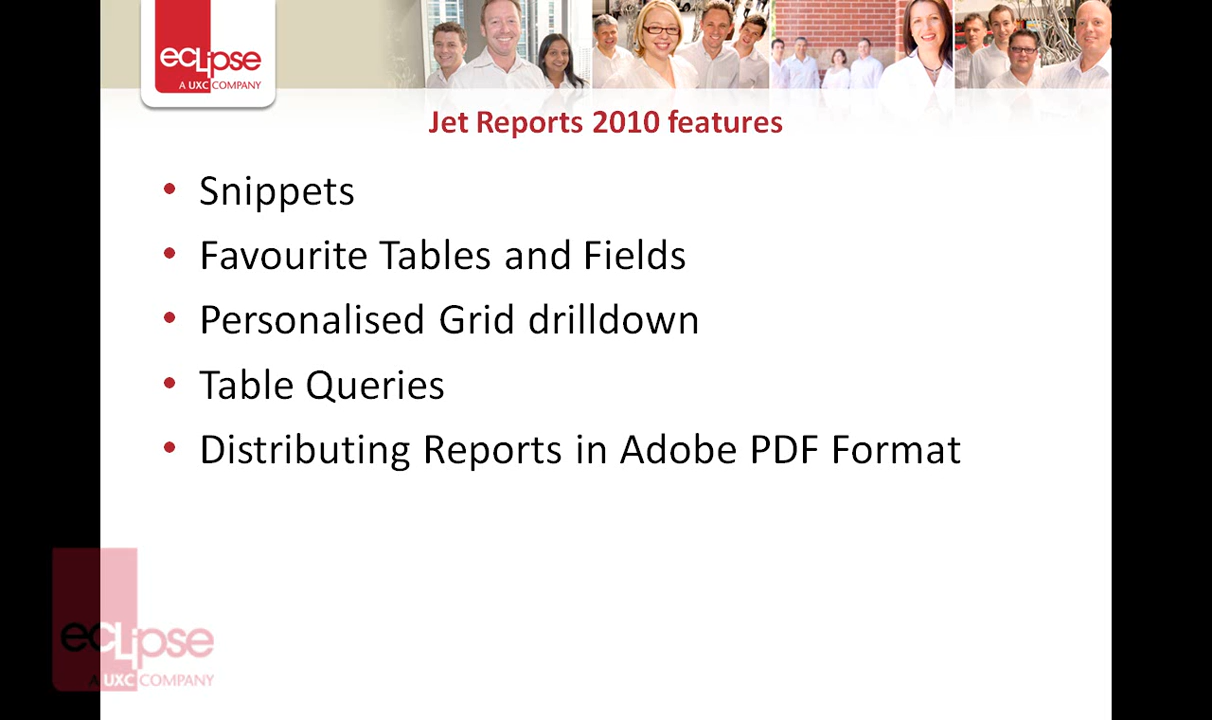 eclipse
A UXC COMPANY
Jet Reports 2010 features
• Snippets
• Favourite Tables and Fields
• Personalised Grid drilldown
• Table Queries
• Distributing Reports in Adobe PDF Format
eclipse
A UXC COMPANY